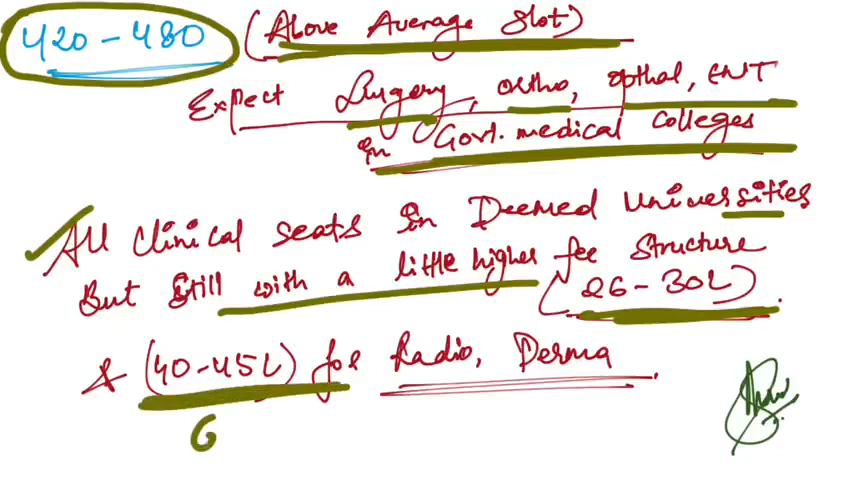 420-480 (Above Average Slot)
Expect Surgery, ortho, opthal, ENT
in Govt. medical colleges
All clinical seats in Deemed Universities
But still with a little higher fee structure
(26-30L).
& (40-45L) for Radio, Derma.